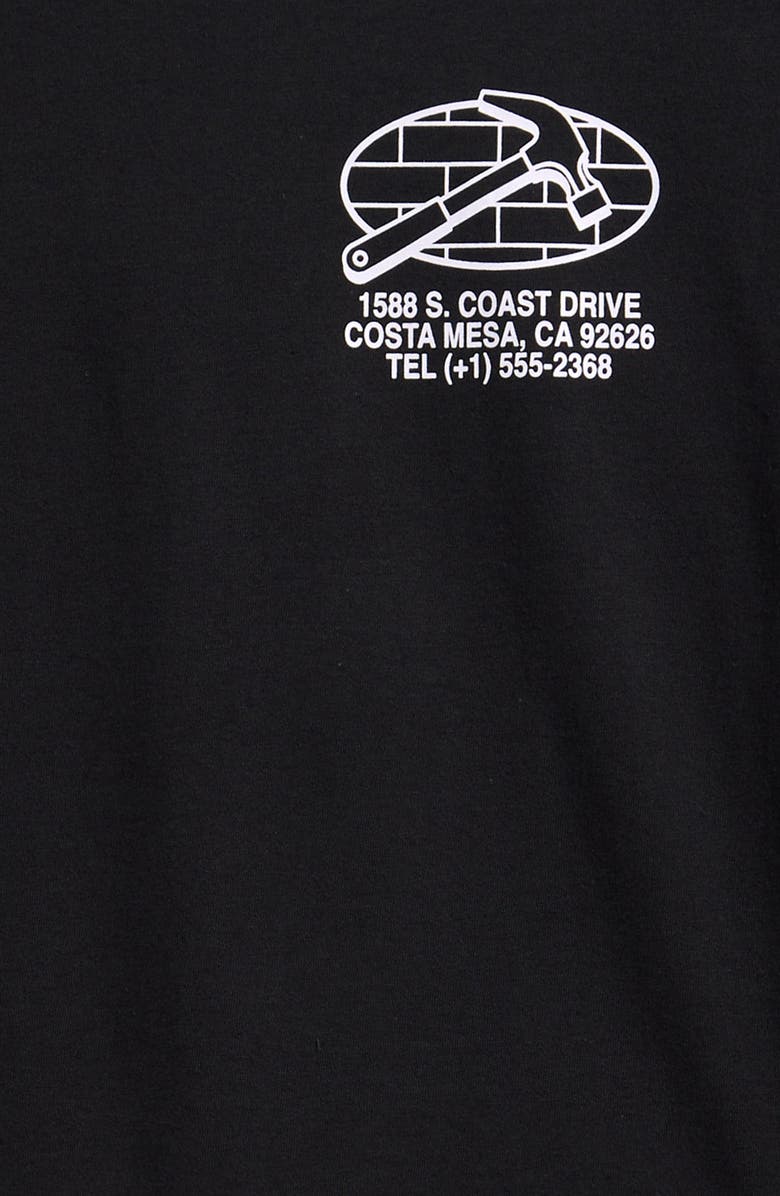 1588 S. COAST DRIVE
COSTA MESA, CA 92626
TEL (+1) 555-2368